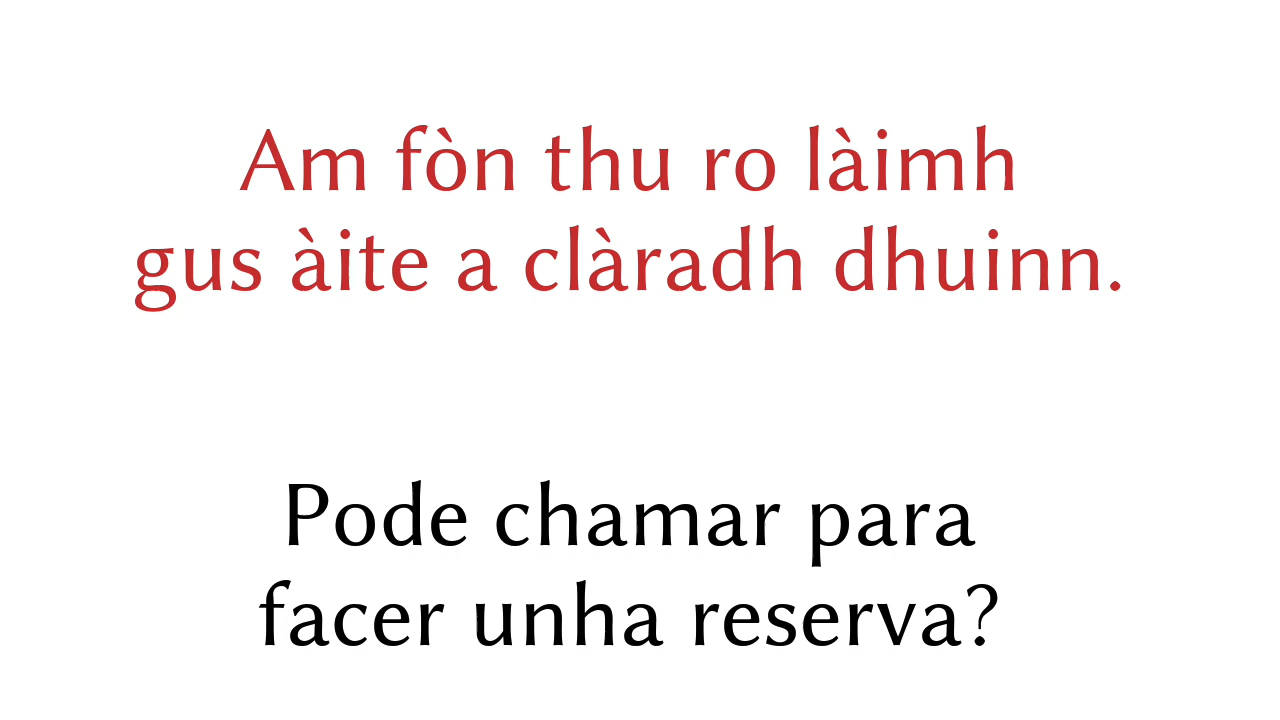 Am fòn thu ro làimh
gus àite a clàradh dhuinn.
Pode chamar para
facer unha reserva?